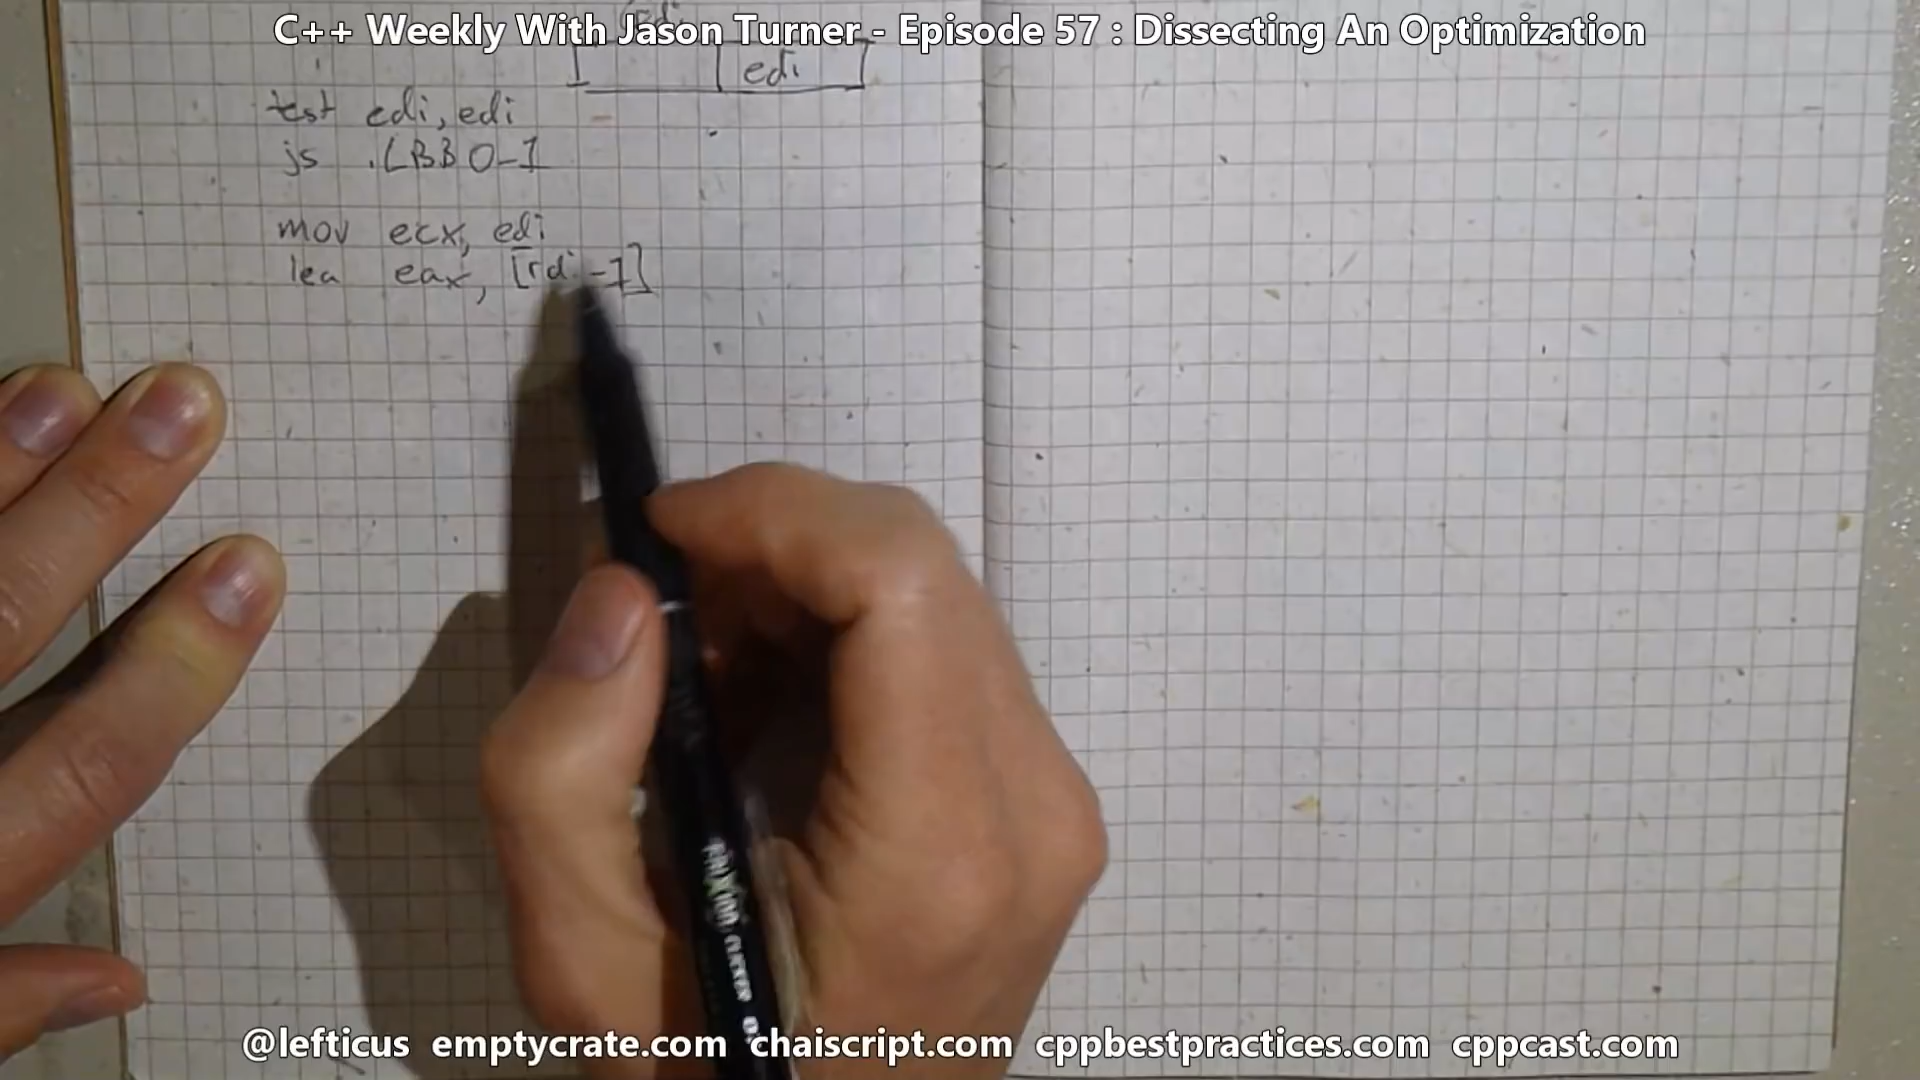 C++ Weekly With Jason Turner - Episode 57 : Dissecting An Optimization
edi
test edi, edi
js .LBB0-1
mov ecx, edi
lea eax, [rdi-1]
@lefticus emptycrate.com chaiscript.com cppbestpractices.com cppcast.com